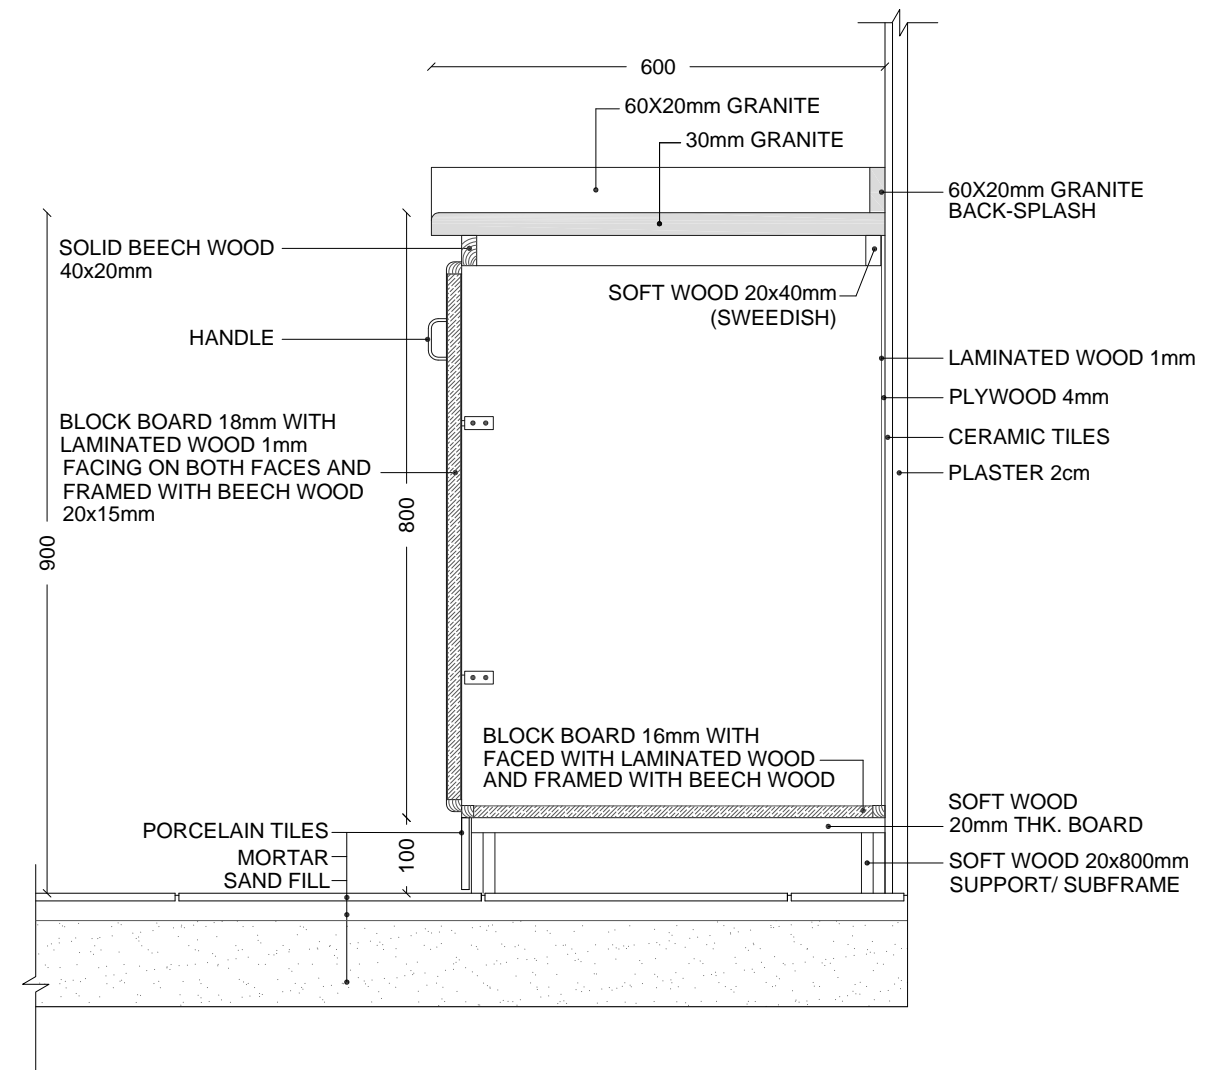 600
60X20mm GRANITE
30mm GRANITE
60X20mm GRANITE
BACK-SPLASH
SOLID BEECH WOOD
40x20mm
SOFT WOOD 20x40mm
(SWEEDISH)
HANDLE
LAMINATED WOOD 1mm
PLYWOOD 4mm
CERAMIC TILES
PLASTER 2cm
BLOCK BOARD 18mm WITH
LAMINATED WOOD 1mm
FACING ON BOTH FACES AND
FRAMED WITH BEECH WOOD
20x15mm
800
900
BLOCK BOARD 16mm WITH
FACED WITH LAMINATED WOOD
AND FRAMED WITH BEECH WOOD
SOFT WOOD
20mm THK. BOARD
PORCELAIN TILES
MORTAR
SAND FILL
100
SOFT WOOD 20x800mm
SUPPORT/ SUBFRAME